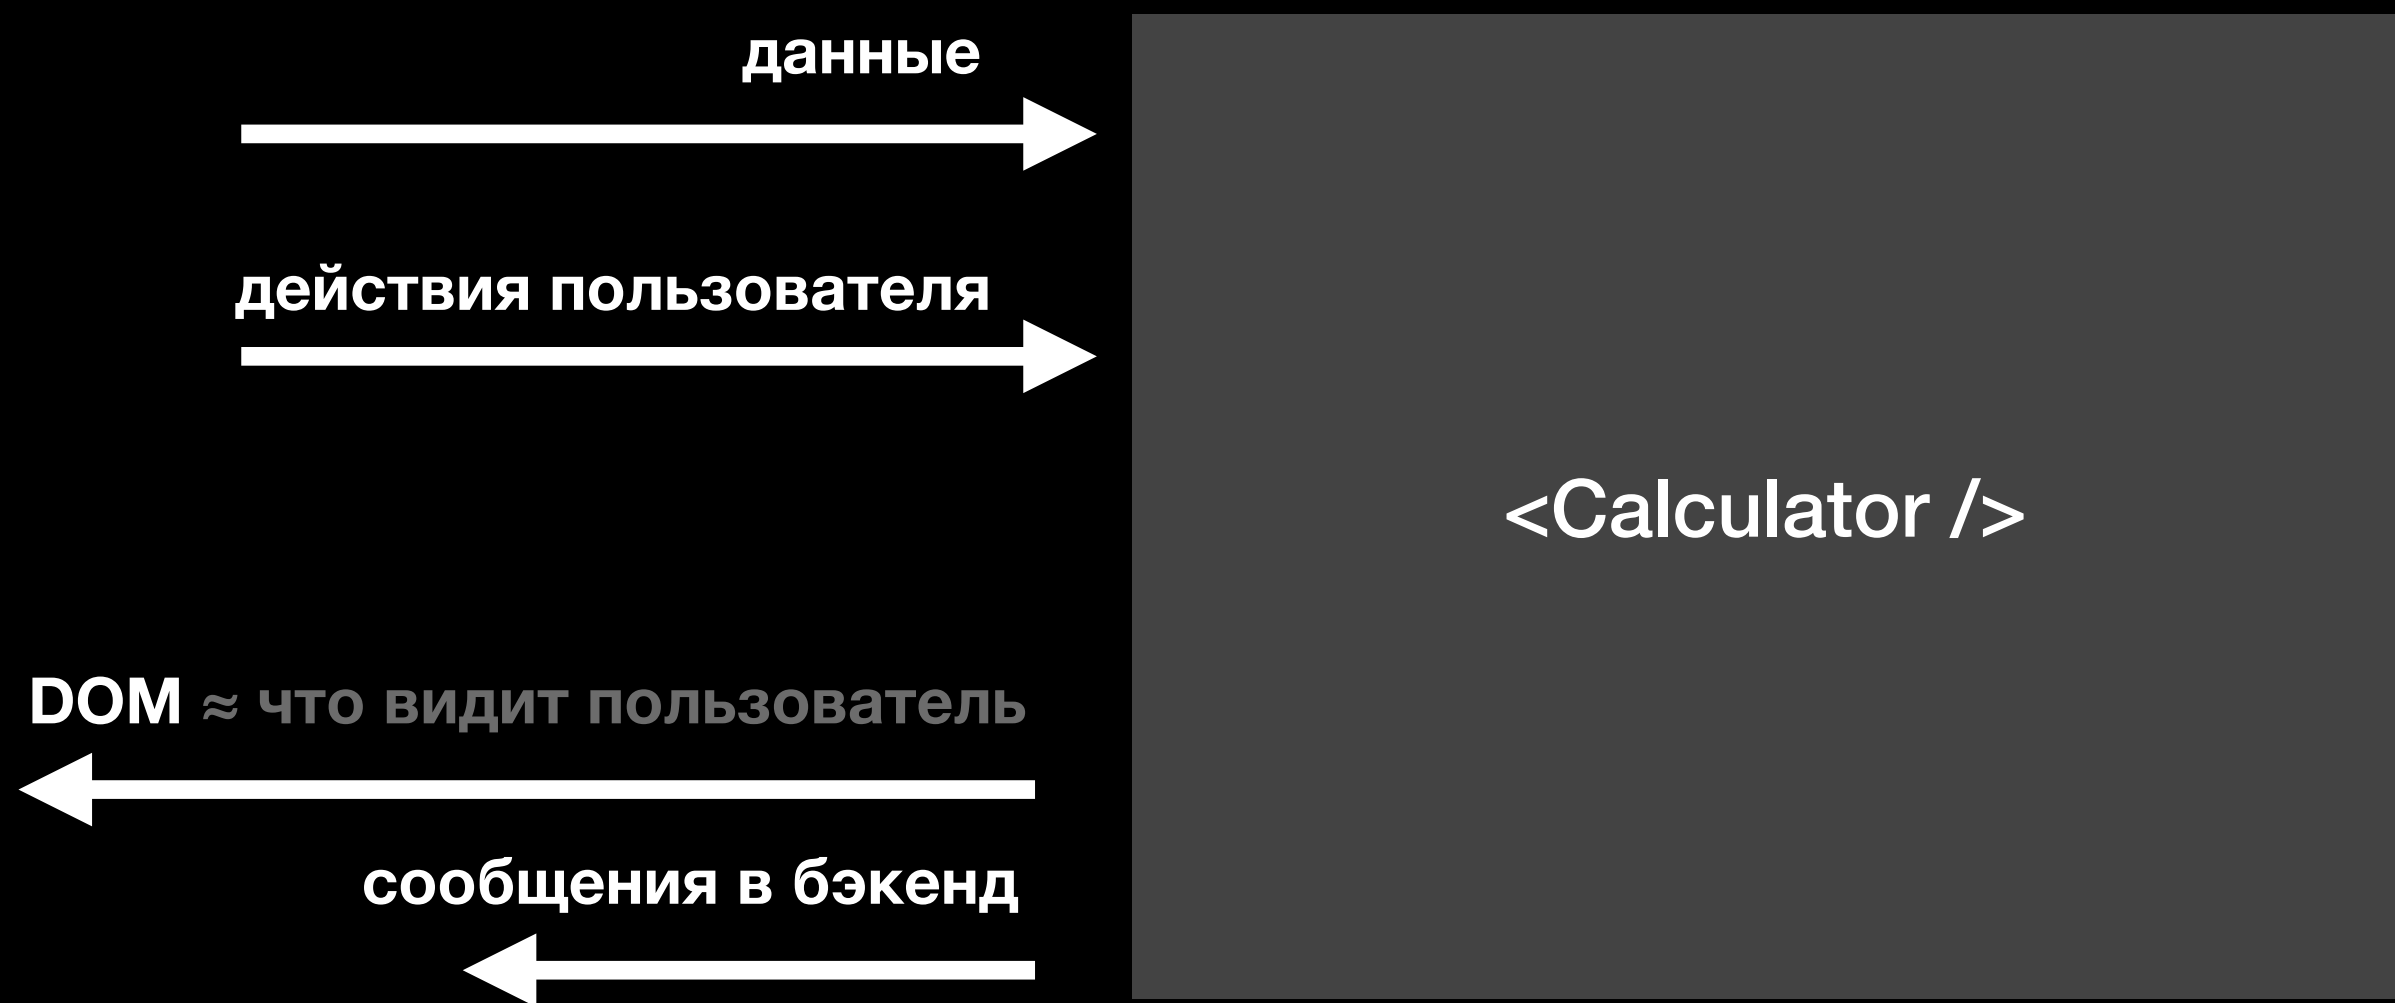 данные
действия пользователя
<Calculator />
DOM ≈ что видит пользователь
сообщения в бэкенд